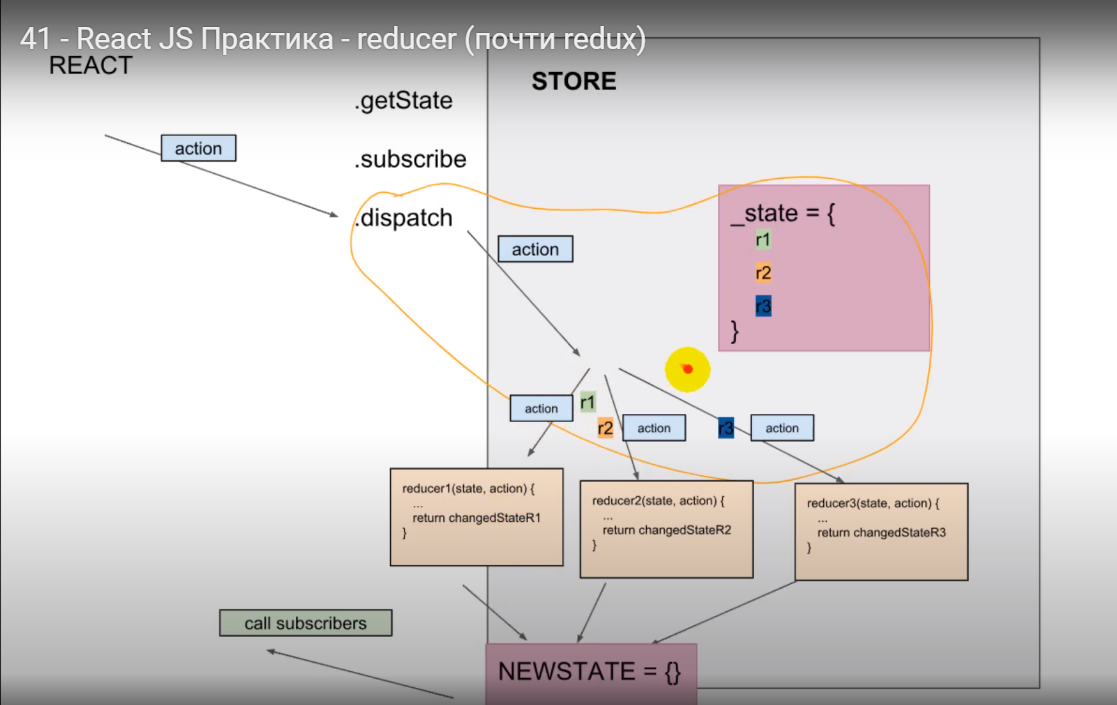 41 - React JS Практика - reducer (почти redux)
REACT
STORE
.getState
action
.subscribe
.dispatch
action
_state = {
r1
r2
r3
}
action
r1
r2
action
r3
action
reducer1(state, action) {
...
return changedStateR1
}
reducer2(state, action) {
...
return changedStateR2
}
reducer3(state, action) {
...
return changedStateR3
}
call subscribers
NEWSTATE = {}